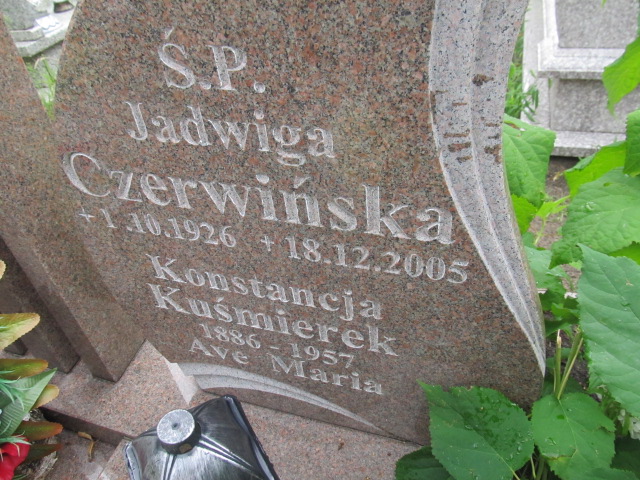 Ś.P.
Jadwiga
Czerwińska
+ 1.10.1926 + 18.12.2005
Konstancja
Kuśmierek
1886 - 1957
Ave Maria